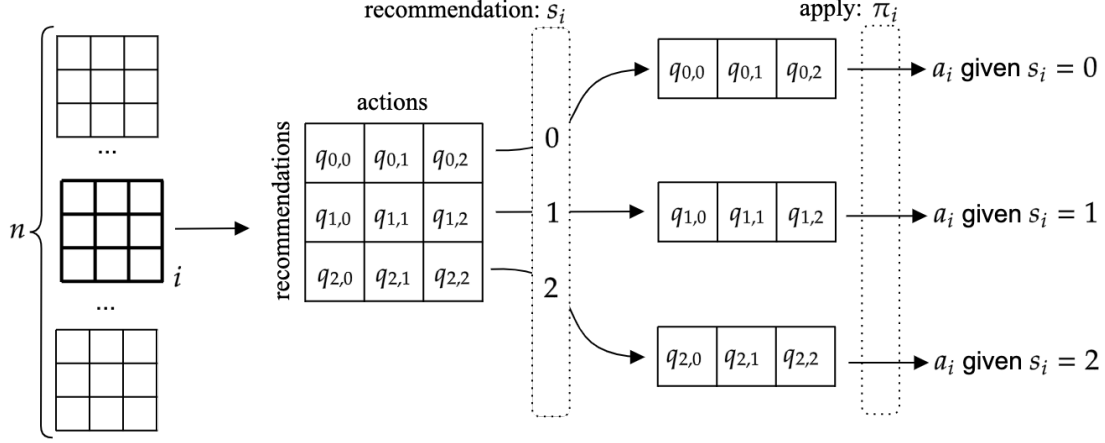 recommendation: s_i
apply: π_i
...
n
i
...
actions
recommendations
q_{0,0} q_{0,1} q_{0,2}
q_{1,0} q_{1,1} q_{1,2}
q_{2,0} q_{2,1} q_{2,2}
0
1
2
q_{0,0} q_{0,1} q_{0,2}
a_i given s_i = 0
q_{1,0} q_{1,1} q_{1,2}
a_i given s_i = 1
q_{2,0} q_{2,1} q_{2,2}
a_i given s_i = 2